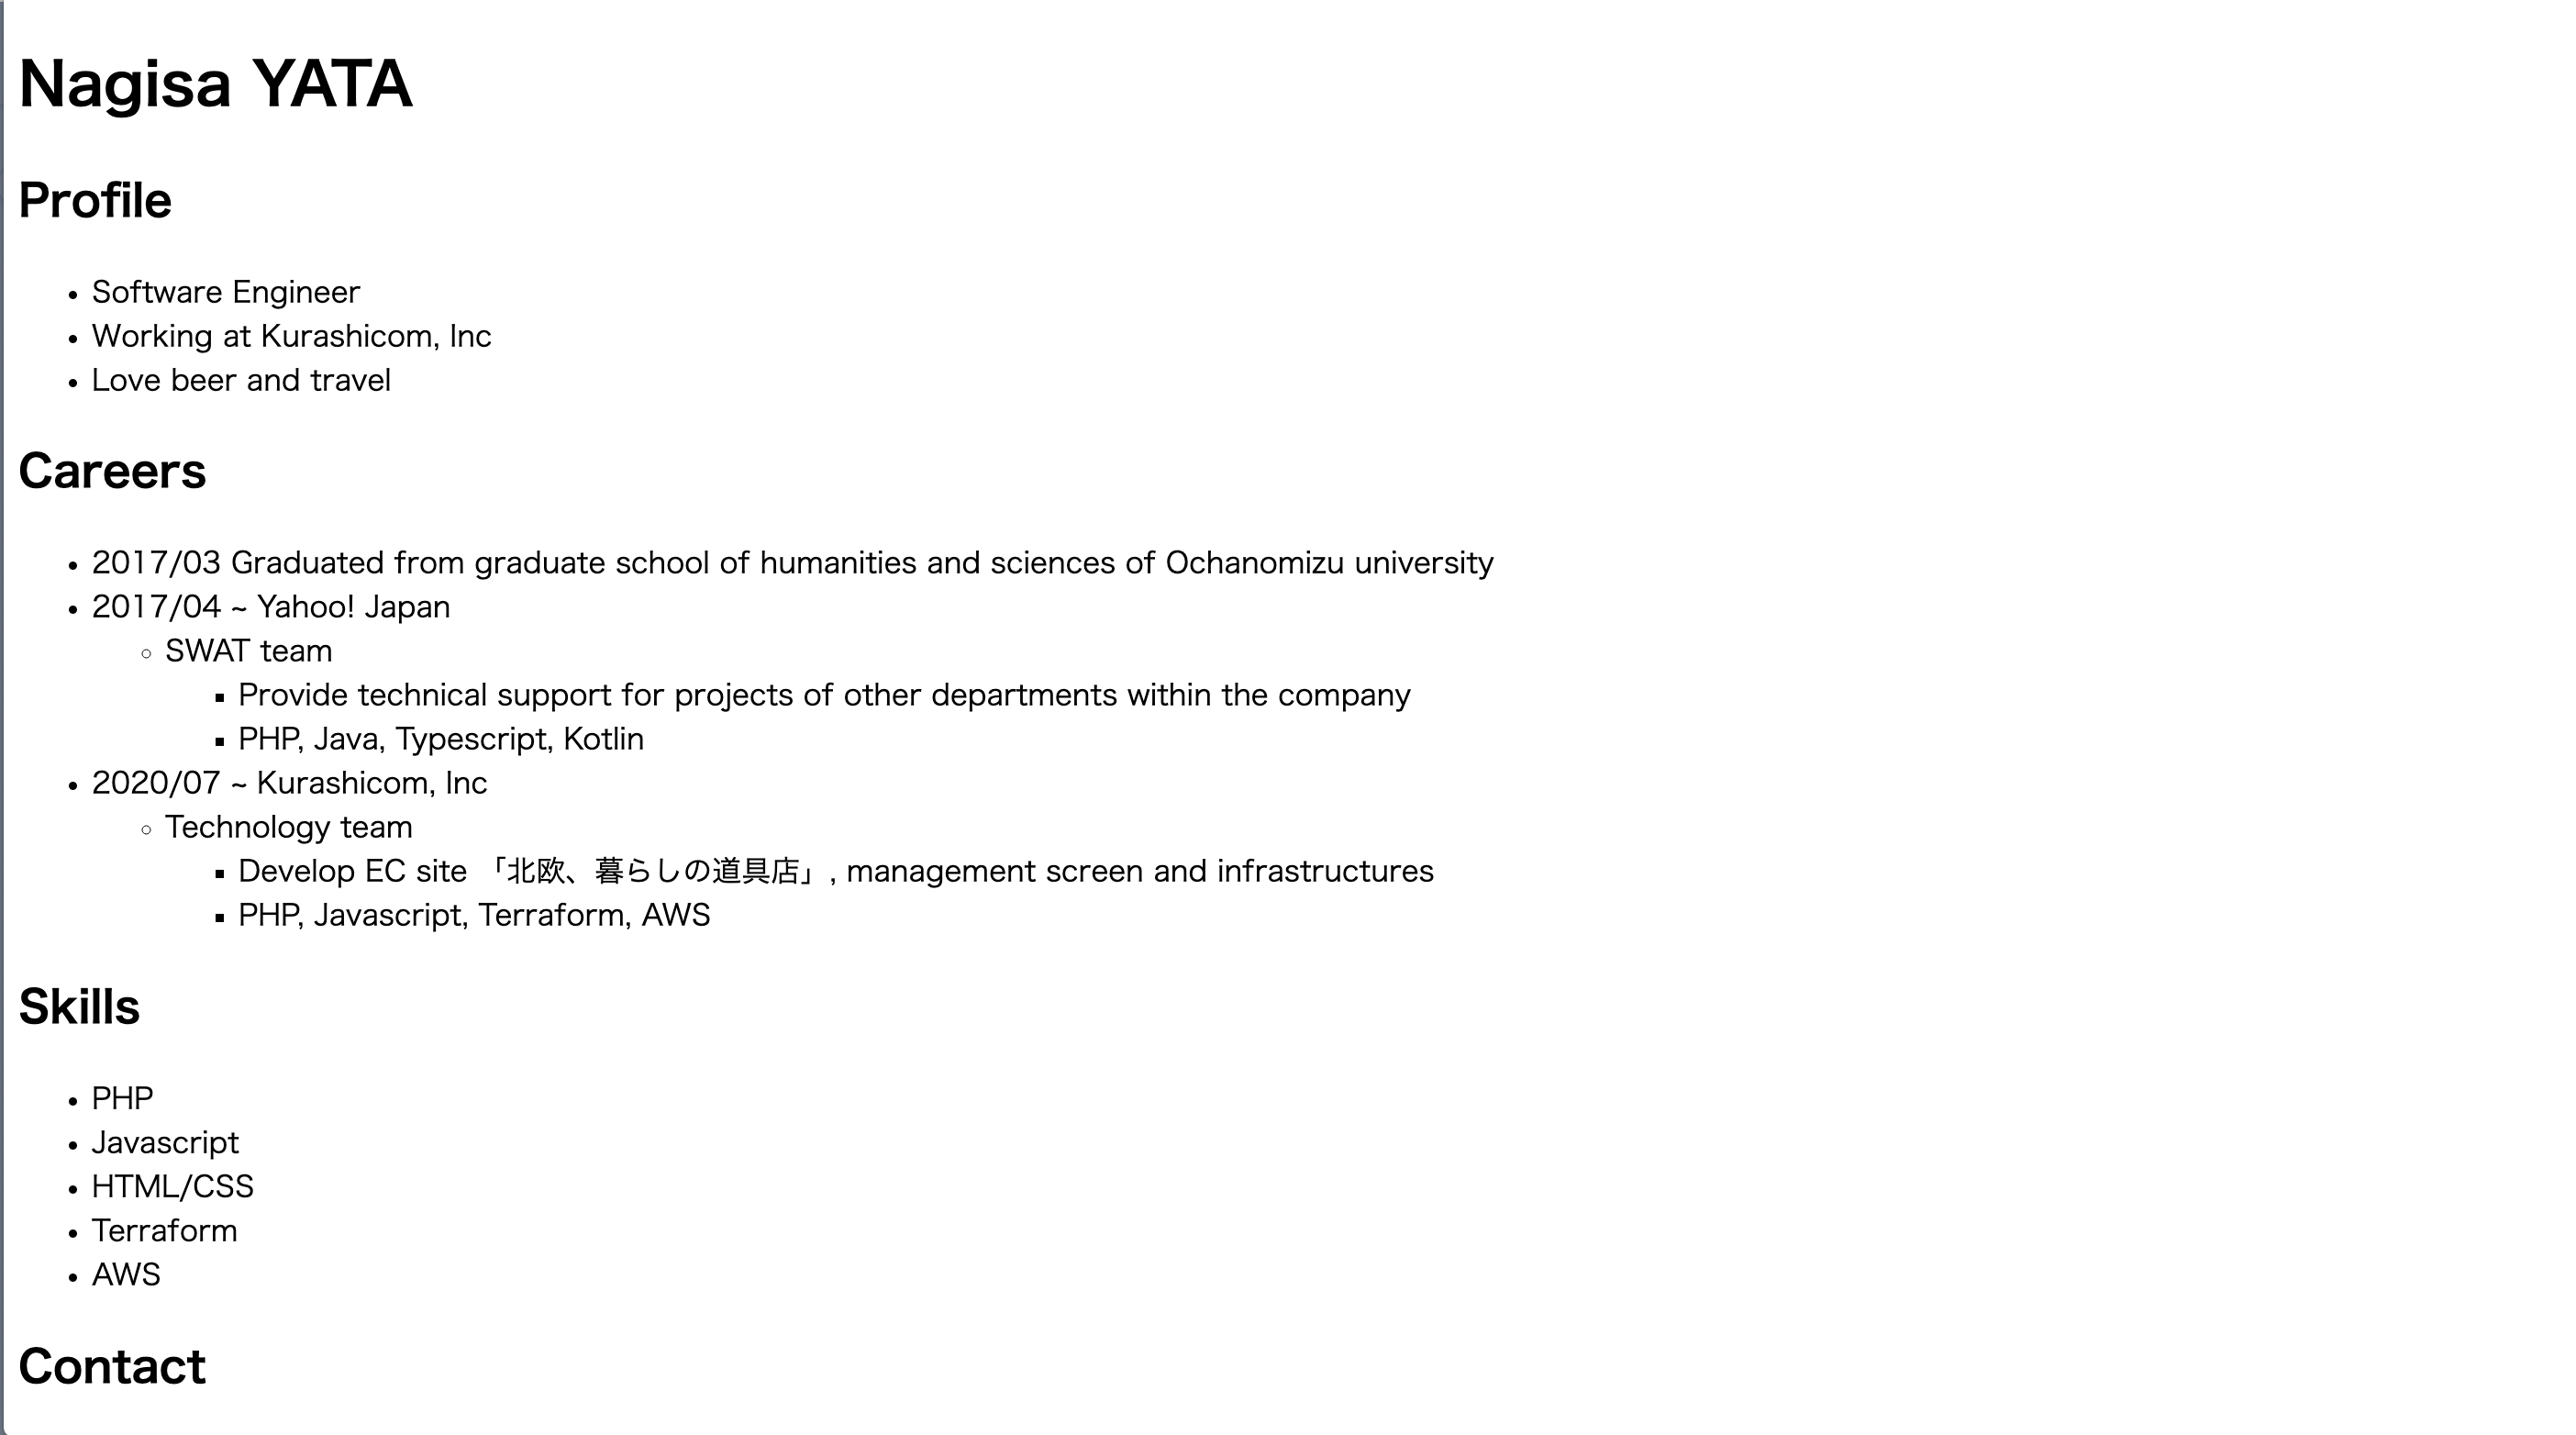 Nagisa YATA
Profile
Software Engineer
Working at Kurashicom, Inc
Love beer and travel
Careers
2017/03 Graduated from graduate school of humanities and sciences of Ochanomizu university
2017/04 ~ Yahoo! Japan
SWAT team
Provide technical support for projects of other departments within the company
PHP, Java, Typescript, Kotlin
2020/07 ~ Kurashicom, Inc
Technology team
Develop EC site 「北欧、暮らしの道具店」, management screen and infrastructures
PHP, Javascript, Terraform, AWS
Skills
PHP
Javascript
HTML/CSS
Terraform
AWS
Contact